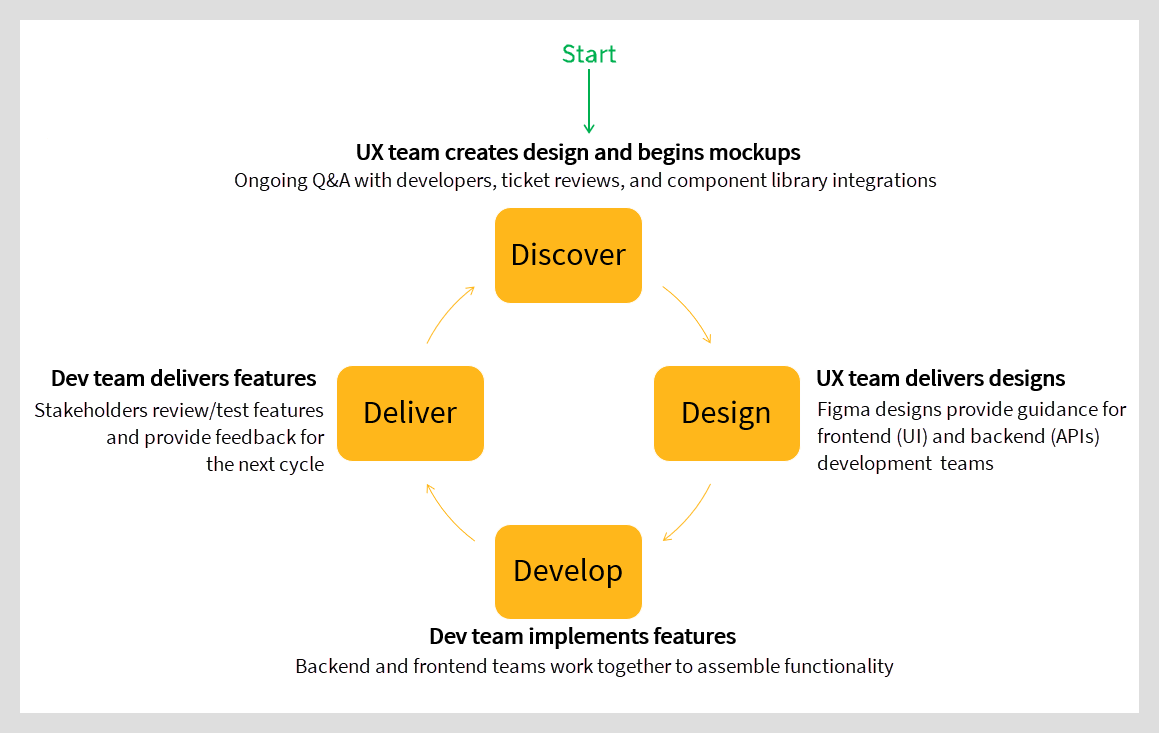 Start
UX team creates design and begins mockups
Ongoing Q&A with developers, ticket reviews, and component library integrations
Discover
Dev team delivers features
Stakeholders review/test features
and provide feedback for
the next cycle
Deliver
Design
UX team delivers designs
Figma designs provide guidance for
frontend (UI) and backend (APIs)
development  teams
Develop
Dev team implements features
Backend and frontend teams work together to assemble functionality